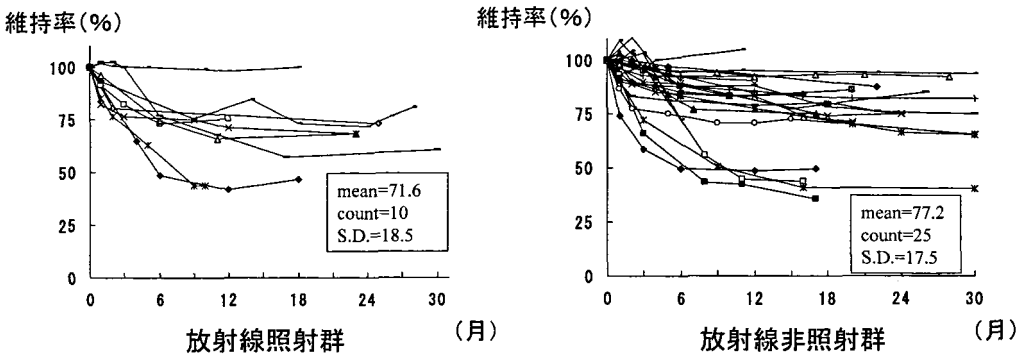 維持率(%)
100
75
50
25
0
0 6 12 18 24 30
(月)
mean=71.6
count=10
S.D.=18.5
放射線照射群
維持率(%)
100
75
50
25
0
0 6 12 18 24 30
(月)
mean=77.2
count=25
S.D.=17.5
放射線非照射群